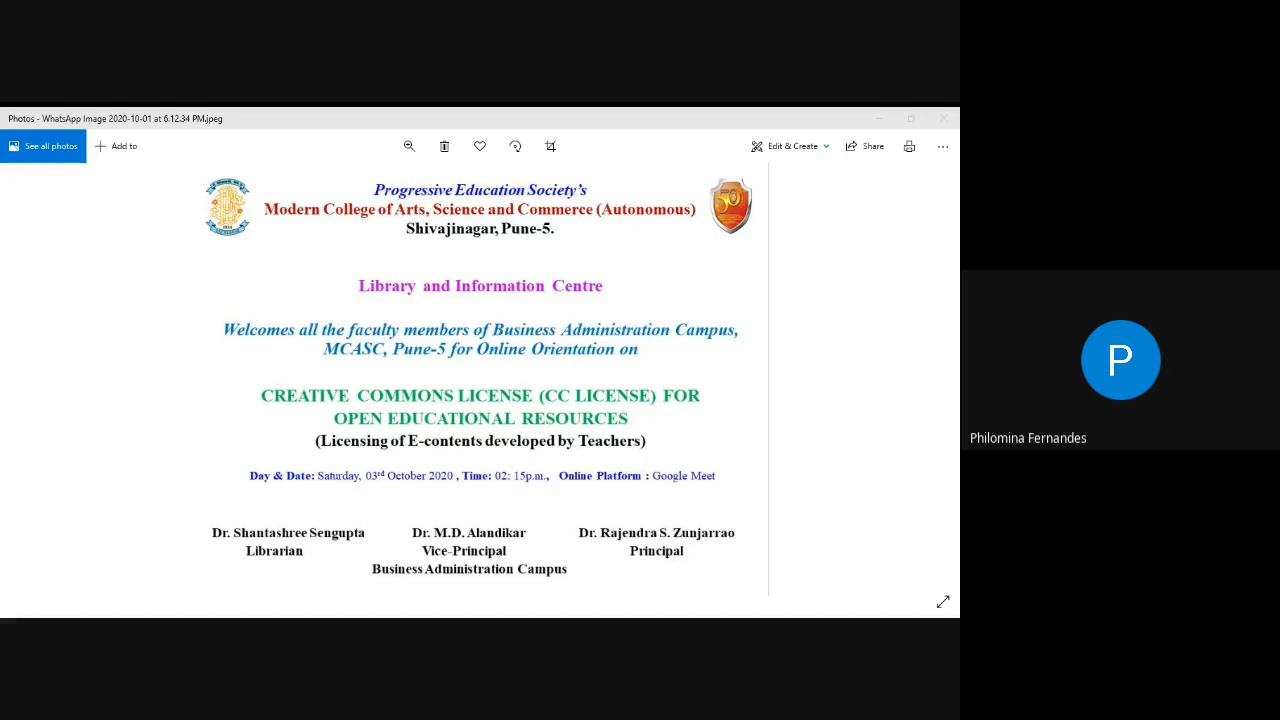 Photos - WhatsApp Image 2020-10-01 at 6.12.34 PM.jpeg
See all photos
Add to
Edit & Create
Share
Progressive Education Society's
Modern College of Arts, Science and Commerce (Autonomous)
Shivajinagar, Pune-5.
50
Library and Information Centre
Welcomes all the faculty members of Business Administration Campus,
MCASC, Pune-5 for Online Orientation on
CREATIVE COMMONS LICENSE (CC LICENSE) FOR
OPEN EDUCATIONAL RESOURCES
(Licensing of E-contents developed by Teachers)
Day & Date: Saturday, 03rd October 2020 , Time: 02: 15p.m., Online Platform : Google Meet
Dr. Shantashree Sengupta Dr. M.D. Alandikar Dr. Rajendra S. Zunjarrao
Librarian Vice-Principal Principal
Business Administration Campus
P
Philomina Fernandes